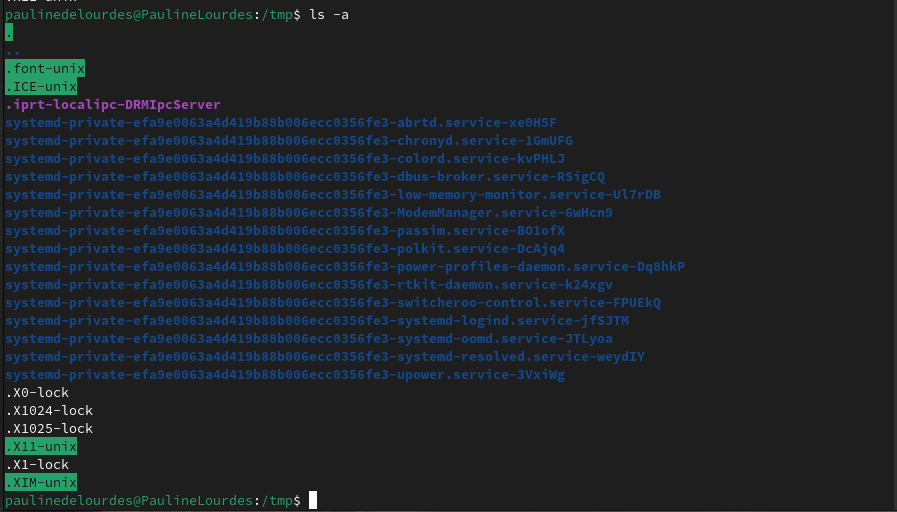 paulinedelourdes@PaulineLourdes:/tmp$ ls -a
.
..
.font-unix
.ICE-unix
.iprt-localipc-DRMIpcServer
systemd-private-efa9e0063a4d419b88b006ecc0356fe3-abrtd.service-xe0H5F
systemd-private-efa9e0063a4d419b88b006ecc0356fe3-chronyd.service-1GmUFG
systemd-private-efa9e0063a4d419b88b006ecc0356fe3-colord.service-kvPHLJ
systemd-private-efa9e0063a4d419b88b006ecc0356fe3-dbus-broker.service-RSigCQ
systemd-private-efa9e0063a4d419b88b006ecc0356fe3-low-memory-monitor.service-Ul7rDB
systemd-private-efa9e0063a4d419b88b006ecc0356fe3-ModemManager.service-6wHcn9
systemd-private-efa9e0063a4d419b88b006ecc0356fe3-passim.service-BO1ofX
systemd-private-efa9e0063a4d419b88b006ecc0356fe3-polkit.service-DcAjq4
systemd-private-efa9e0063a4d419b88b006ecc0356fe3-power-profiles-daemon.service-Dq8hkP
systemd-private-efa9e0063a4d419b88b006ecc0356fe3-rtkit-daemon.service-k24xgv
systemd-private-efa9e0063a4d419b88b006ecc0356fe3-switcheroo-control.service-FPUEkQ
systemd-private-efa9e0063a4d419b88b006ecc0356fe3-systemd-logind.service-jfSJTM
systemd-private-efa9e0063a4d419b88b006ecc0356fe3-systemd-oomd.service-JTLyoa
systemd-private-efa9e0063a4d419b88b006ecc0356fe3-systemd-resolved.service-weydIY
systemd-private-efa9e0063a4d419b88b006ecc0356fe3-upower.service-3VxiWg
.X0-lock
.X1024-lock
.X1025-lock
.X11-unix
.X1-lock
.XIM-unix
paulinedelourdes@PaulineLourdes:/tmp$